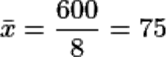 x̄ = 600/8 = 75